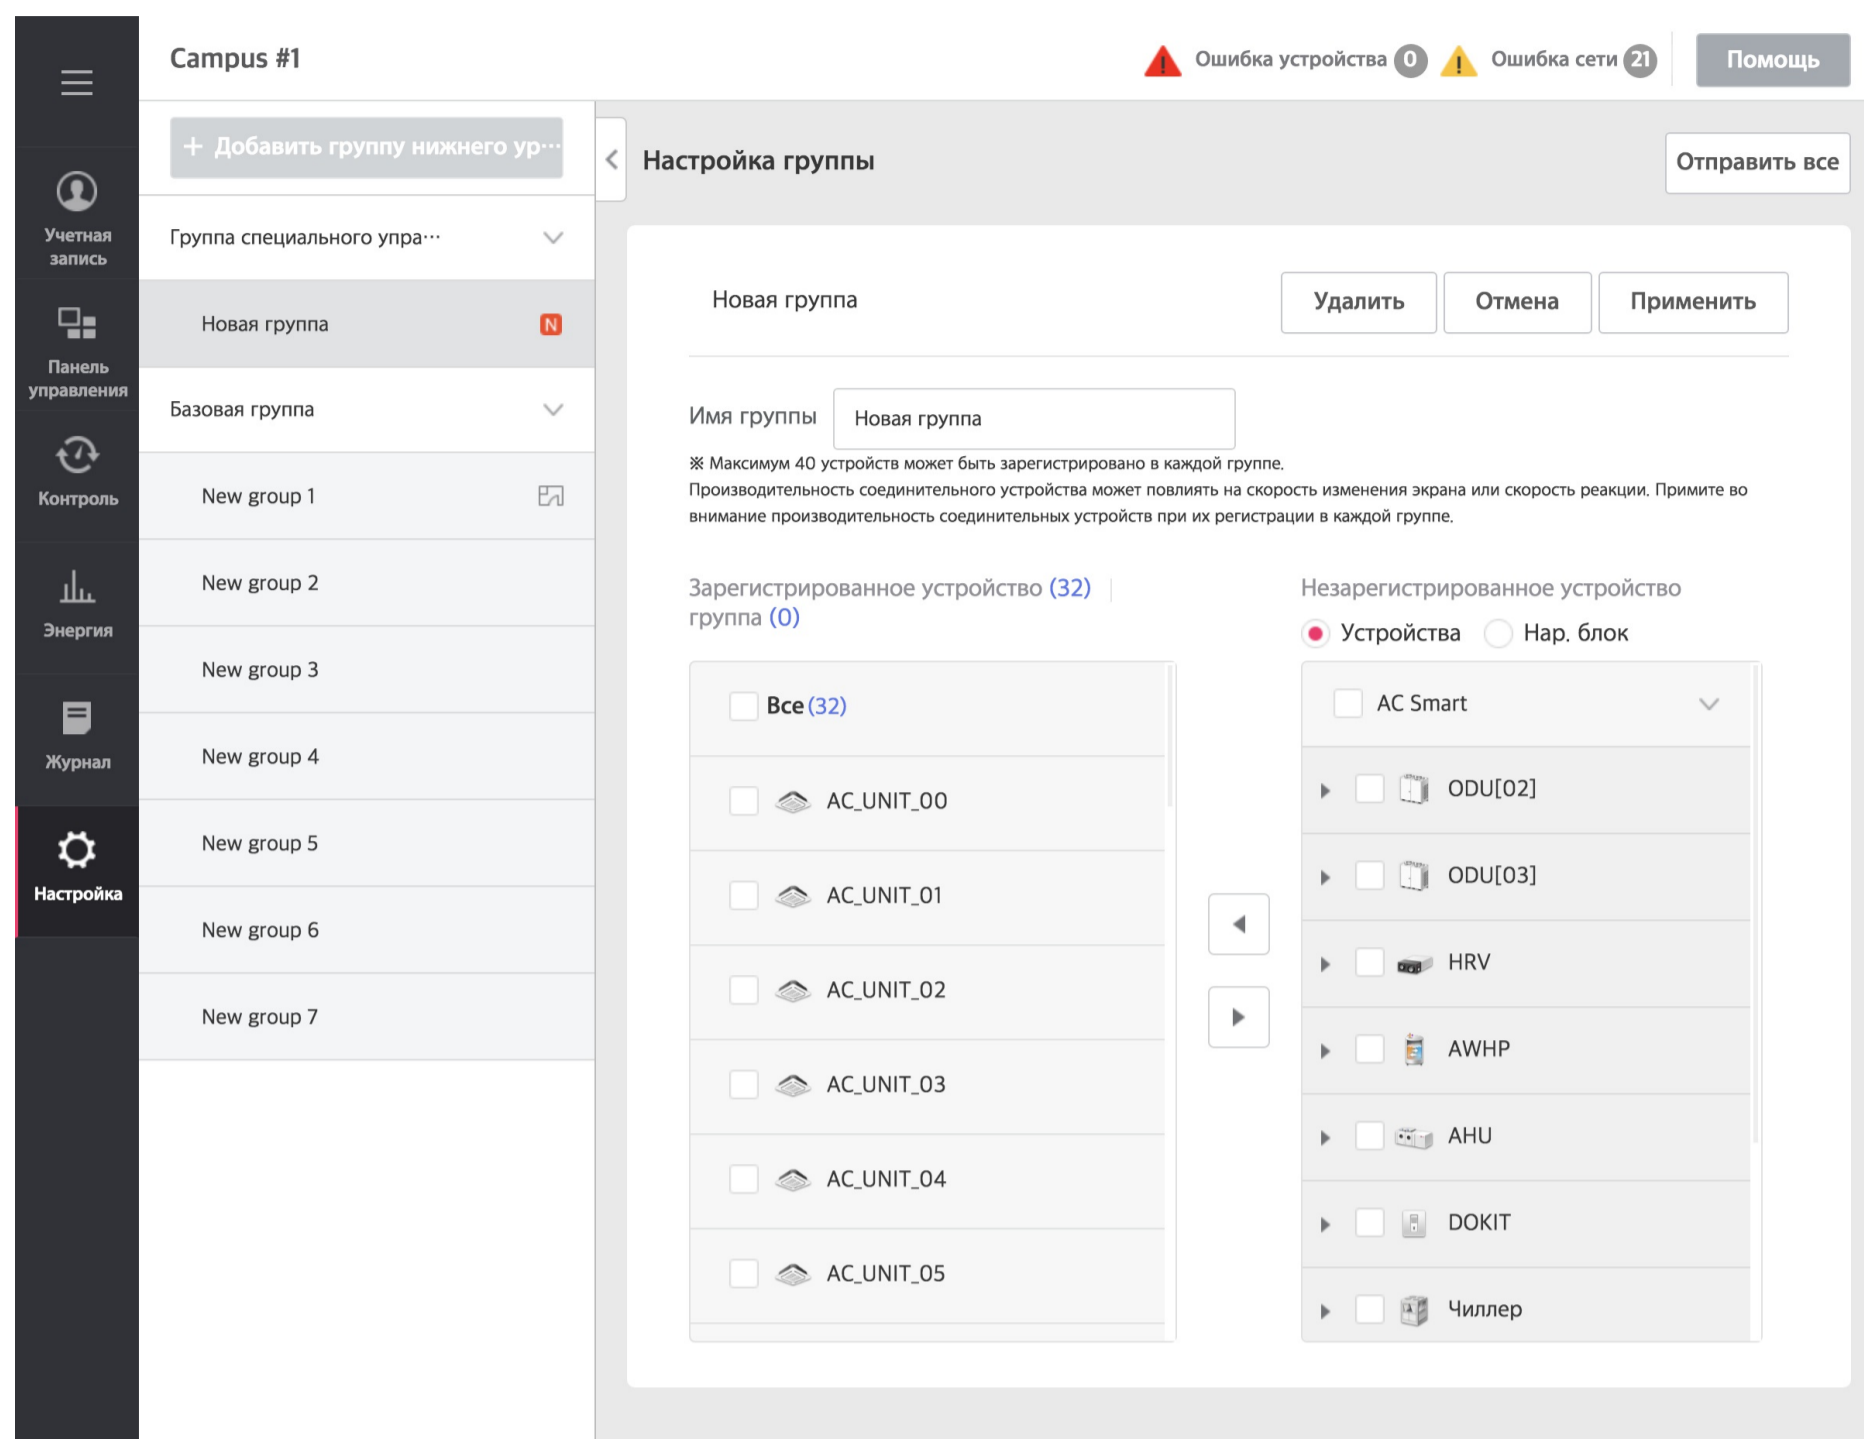 Campus #1
Ошибка устройства 0
Ошибка сети 21
Помощь
Учетная
запись
Панель
управления
Контроль
Энергия
Журнал
Настройка
+ Добавить группу нижнего ур···
Группа специального упра···
Новая группа N
Базовая группа
New group 1
New group 2
New group 3
New group 4
New group 5
New group 6
New group 7
Настройка группы
Отправить все
Новая группа
Удалить
Отмена
Применить
Имя группы
Новая группа
※ Максимум 40 устройств может быть зарегистрировано в каждой группе.
Производительность соединительного устройства может повлиять на скорость изменения экрана или скорость реакции. Примите во
внимание производительность соединительных устройств при их регистрации в каждой группе.
Зарегистрированное устройство (32)
группа (0)
Все (32)
AC_UNIT_00
AC_UNIT_01
AC_UNIT_02
AC_UNIT_03
AC_UNIT_04
AC_UNIT_05
Незарегистрированное устройство
Устройства
Нар. блок
AC Smart
ODU[02]
ODU[03]
HRV
AWHP
AHU
DOKIT
Чиллер